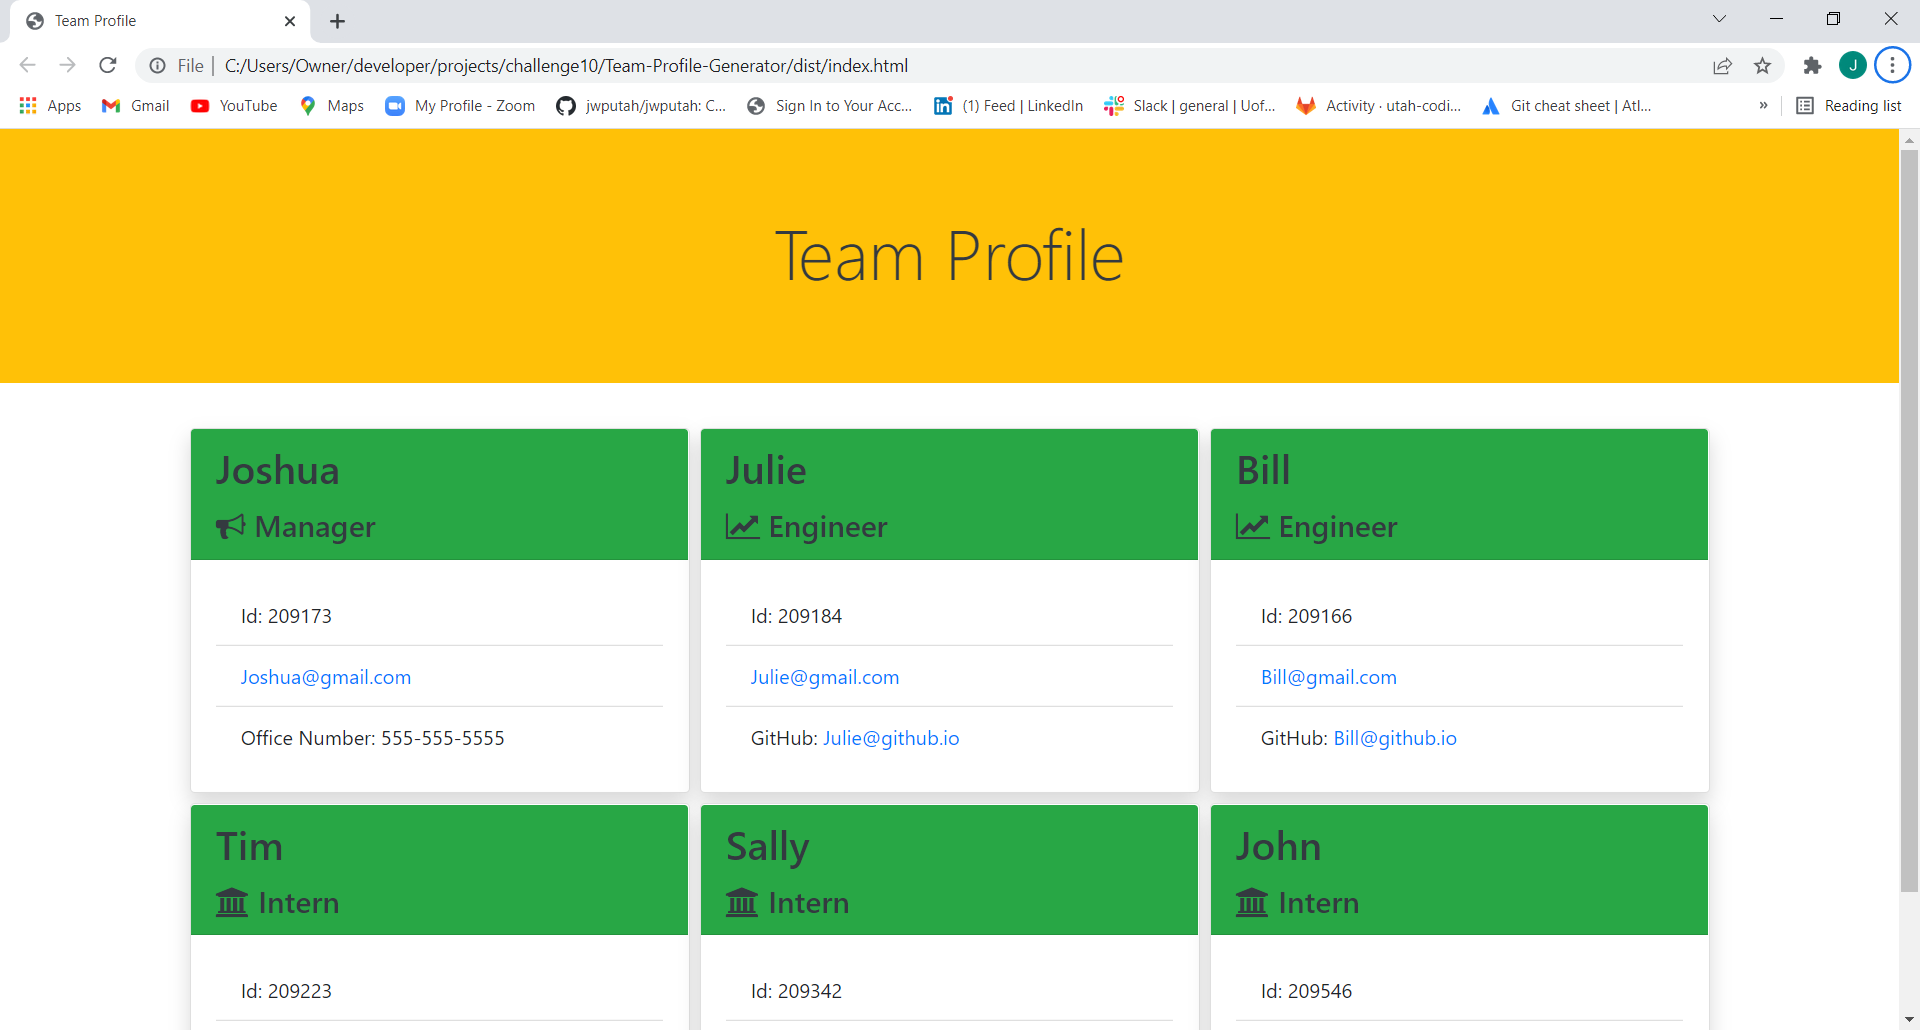 Team Profile
File | C:/Users/Owner/developer/projects/challenge10/Team-Profile-Generator/dist/index.html
J
Apps Gmail YouTube Maps My Profile - Zoom jwputah/jwputah: C... Sign In to Your Acc... (1) Feed | LinkedIn Slack | general | Uof... Activity · utah-codi... Git cheat sheet | Atl... » Reading list
Team Profile
Joshua
Manager
Id: 209173
Joshua@gmail.com
Office Number: 555-555-5555
Julie
Engineer
Id: 209184
Julie@gmail.com
GitHub: Julie@github.io
Bill
Engineer
Id: 209166
Bill@gmail.com
GitHub: Bill@github.io
Tim
Intern
Id: 209223
Sally
Intern
Id: 209342
John
Intern
Id: 209546